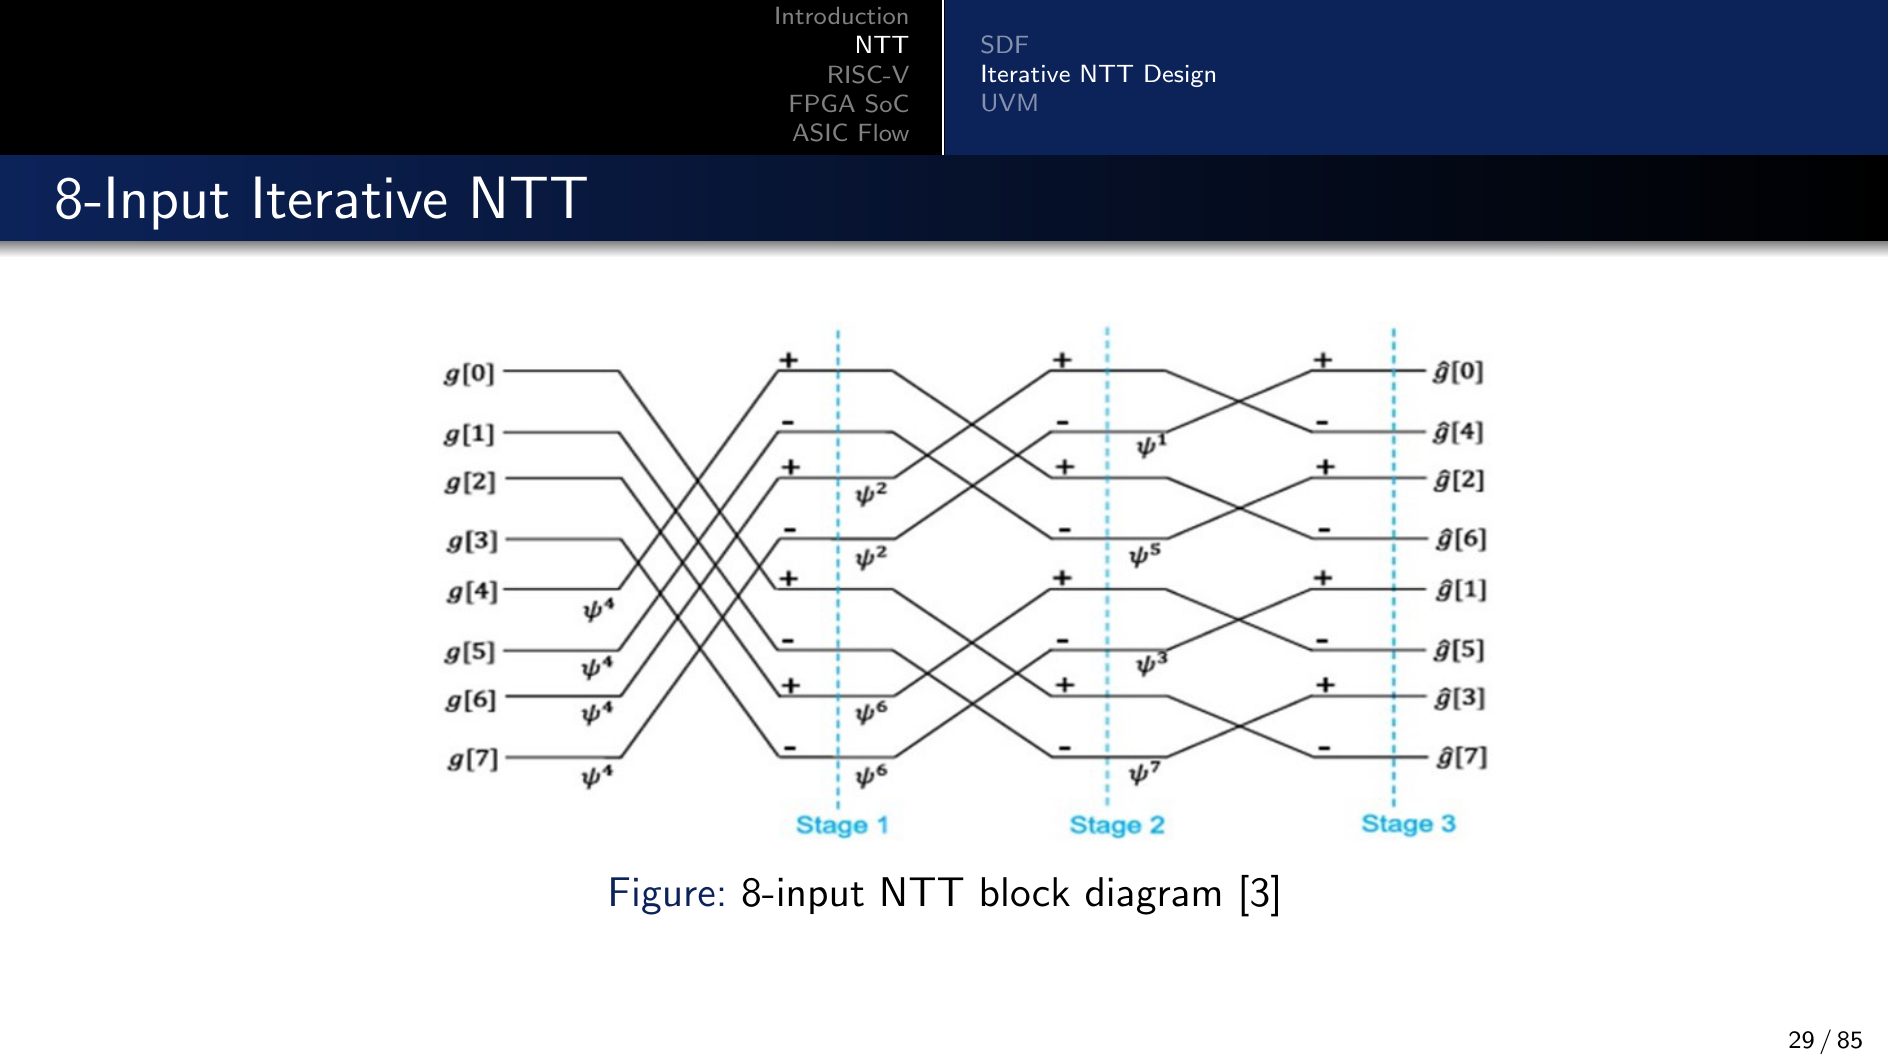 Introduction
NTT
RISC-V
FPGA SoC
ASIC Flow
SDF
Iterative NTT Design
UVM
8-Input Iterative NTT
g[0] + + + ĝ[0]
g[1] - - ψ¹ - ĝ[4]
g[2] + ψ² + + ĝ[2]
g[3] - ψ² - ψ⁵ - ĝ[6]
g[4] ψ⁴ + + + ĝ[1]
g[5] ψ⁴ - - ψ³ - ĝ[5]
g[6] ψ⁴ + ψ⁶ + + ĝ[3]
g[7] ψ⁴ - ψ⁶ - ψ⁷ - ĝ[7]
Stage 1 Stage 2 Stage 3
Figure: 8-input NTT block diagram [3]
29 / 85